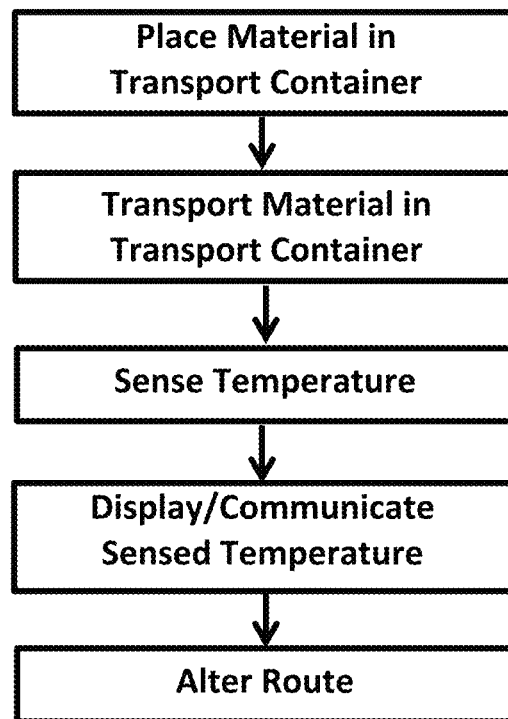 Place Material in
Transport Container
Transport Material in
Transport Container
Sense Temperature
Display/Communicate
Sensed Temperature
Alter Route